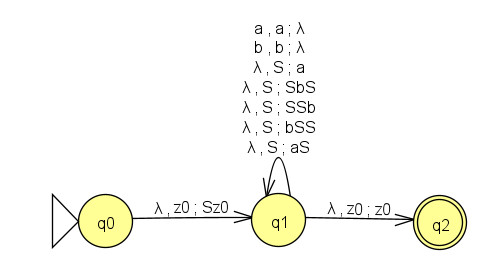 a , a ; λ
b , b ; λ
λ , S ; a
λ , S ; SbS
λ , S ; SSb
λ , S ; bSS
λ , S ; aS
q0
λ , z0 ; Sz0
q1
λ , z0 ; z0
q2